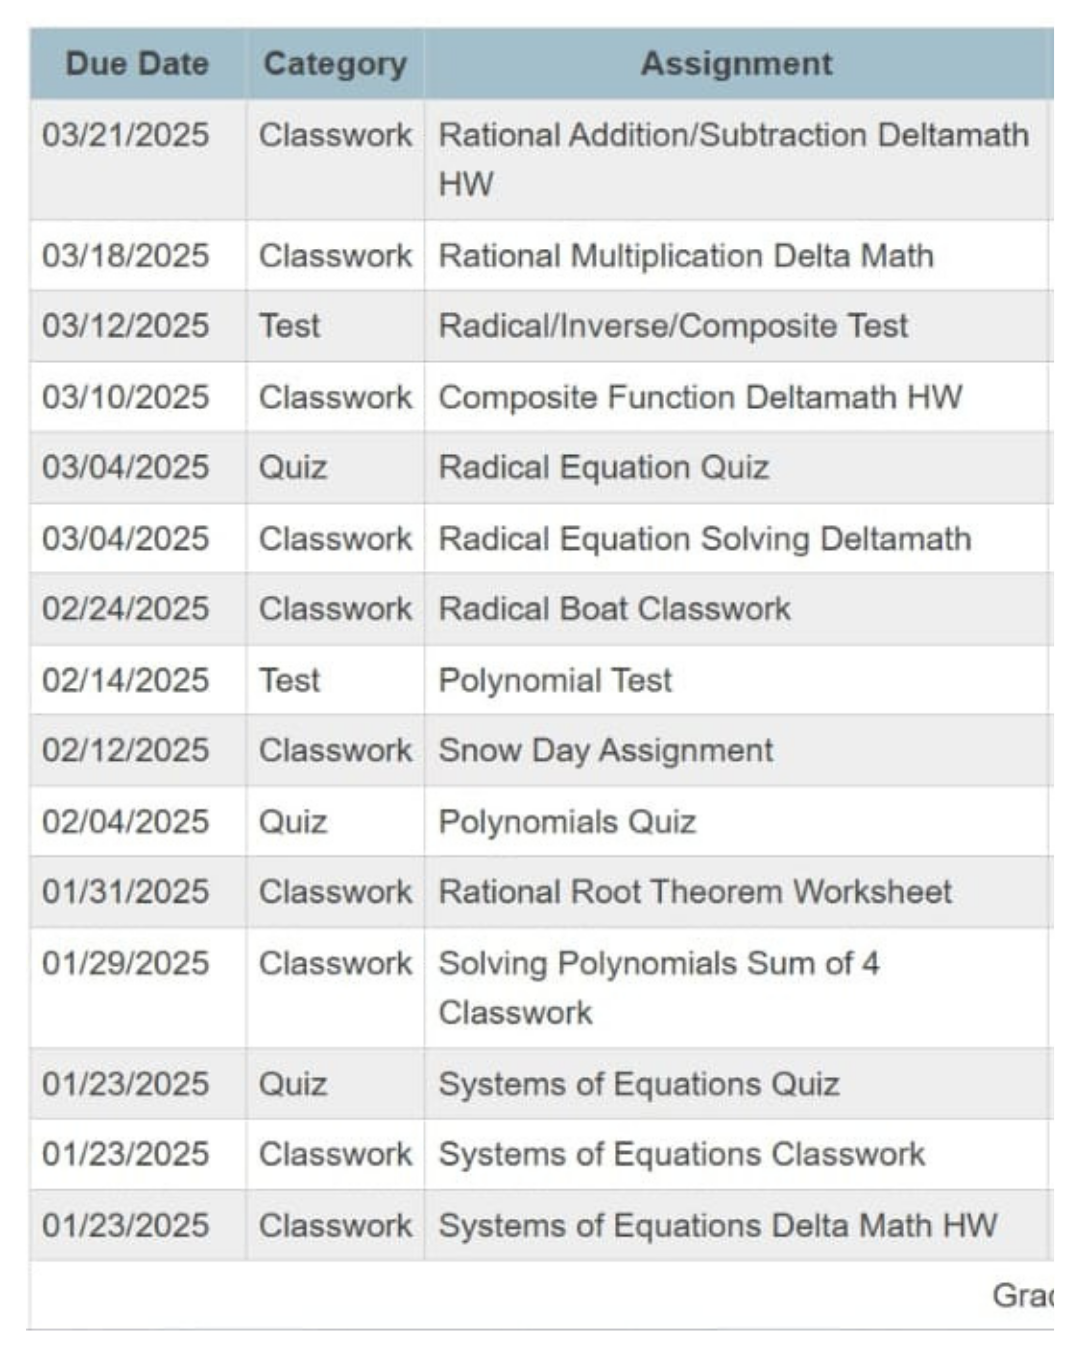 Due Date Category Assignment
03/21/2025 Classwork Rational Addition/Subtraction Deltamath
HW
03/18/2025 Classwork Rational Multiplication Delta Math
03/12/2025 Test Radical/Inverse/Composite Test
03/10/2025 Classwork Composite Function Deltamath HW
03/04/2025 Quiz Radical Equation Quiz
03/04/2025 Classwork Radical Equation Solving Deltamath
02/24/2025 Classwork Radical Boat Classwork
02/14/2025 Test Polynomial Test
02/12/2025 Classwork Snow Day Assignment
02/04/2025 Quiz Polynomials Quiz
01/31/2025 Classwork Rational Root Theorem Worksheet
01/29/2025 Classwork Solving Polynomials Sum of 4
Classwork
01/23/2025 Quiz Systems of Equations Quiz
01/23/2025 Classwork Systems of Equations Classwork
01/23/2025 Classwork Systems of Equations Delta Math HW